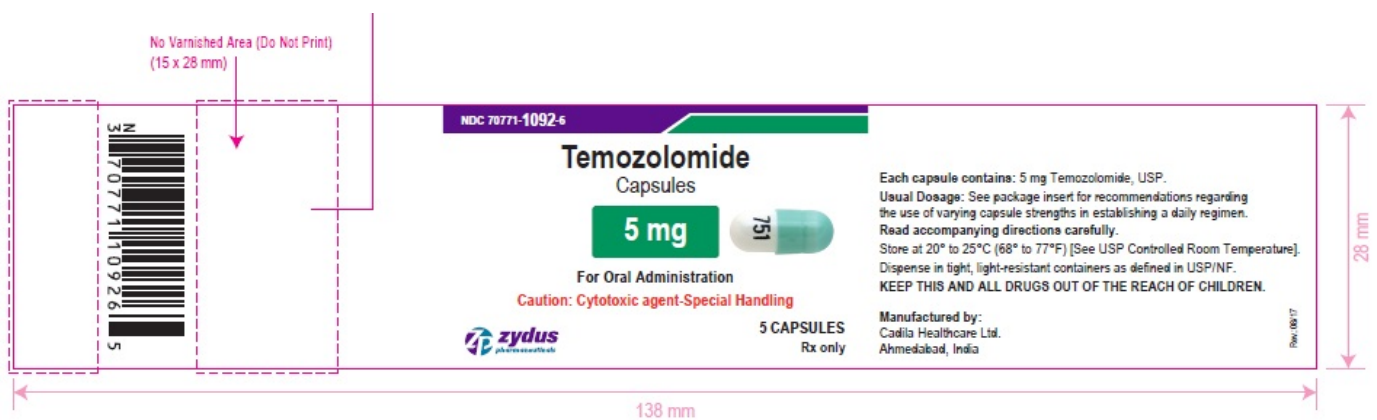 No Varnished Area (Do Not Print)
(15 x 28 mm)
N
3 70771 10926 5
NDC 70771-1092-6
Temozolomide
Capsules
5 mg
751
For Oral Administration
Caution: Cytotoxic agent-Special Handling
zydus
pharmaceuticals
5 CAPSULES
Rx only
Each capsule contains: 5 mg Temozolomide, USP.
Usual Dosage: See package insert for recommendations regarding
the use of varying capsule strengths in establishing a daily regimen.
Read accompanying directions carefully.
Store at 20° to 25°C (68° to 77°F) [See USP Controlled Room Temperature].
Dispense in tight, light-resistant containers as defined in USP/NF.
KEEP THIS AND ALL DRUGS OUT OF THE REACH OF CHILDREN.
Manufactured by:
Cadila Healthcare Ltd.
Ahmedabad, India
Rev.:06/17
28 mm
138 mm